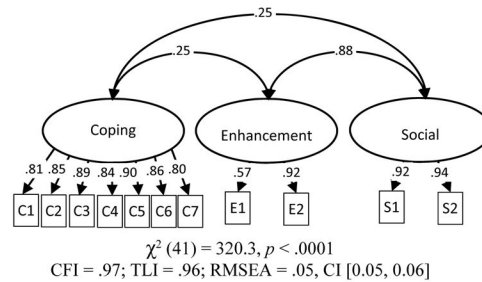 .25
.25 .88
Coping Enhancement Social
.81 .85 .89 .84 .90 .86 .80 .57 .92 .92 .94
C1 C2 C3 C4 C5 C6 C7 E1 E2 S1 S2
χ² (41) = 320.3, p < .0001
CFI = .97; TLI = .96; RMSEA = .05, CI [0.05, 0.06]